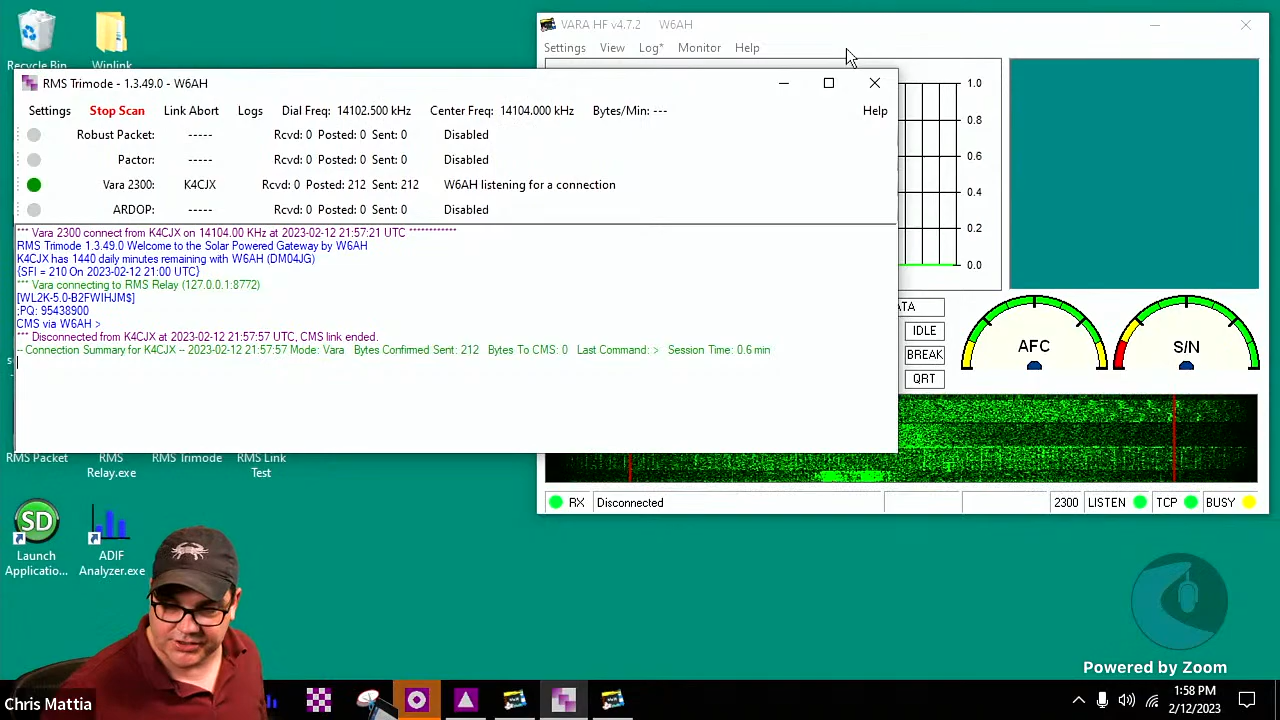 Recycle Bin
Winlink
VARA HF v4.7.2 W6AH
Settings View Log* Monitor Help
RMS Trimode - 1.3.49.0 - W6AH
Settings Stop Scan Link Abort Logs Dial Freq: 14102.500 kHz Center Freq: 14104.000 kHz Bytes/Min: --- Help
Robust Packet: ----- Rcvd: 0 Posted: 0 Sent: 0 Disabled
Pactor: ----- Rcvd: 0 Posted: 0 Sent: 0 Disabled
Vara 2300: K4CJX Rcvd: 0 Posted: 212 Sent: 212 W6AH listening for a connection
ARDOP: ----- Rcvd: 0 Posted: 0 Sent: 0 Disabled
*** Vara 2300 connect from K4CJX on 14104.00 KHz at 2023-02-12 21:57:21 UTC ************
RMS Trimode 1.3.49.0 Welcome to the Solar Powered Gateway by W6AH
K4CJX has 1440 daily minutes remaining with W6AH (DM04JG)
{SFI = 210 On 2023-02-12 21:00 UTC}
*** Vara connecting to RMS Relay (127.0.0.1:8772)
[WL2K-5.0-B2FWIHJM$]
;PQ: 95438900
CMS via W6AH >
*** Disconnected from K4CJX at 2023-02-12 21:57:57 UTC, CMS link ended.
-- Connection Summary for K4CJX -- 2023-02-12 21:57:57 Mode: Vara Bytes Confirmed Sent: 212 Bytes To CMS: 0 Last Command: > Session Time: 0.6 min
1.0
0.8
0.6
0.4
0.2
0.0
ATA
IDLE
BREAK
QRT
AFC
S/N
RX Disconnected 2300 LISTEN TCP BUSY
RMS Packet
RMS Relay.exe
RMS Trimode
RMS Link Test
SD
Launch Applicatio...
ADIF Analyzer.exe
Powered by Zoom
Chris Mattia
1:58 PM
2/12/2023